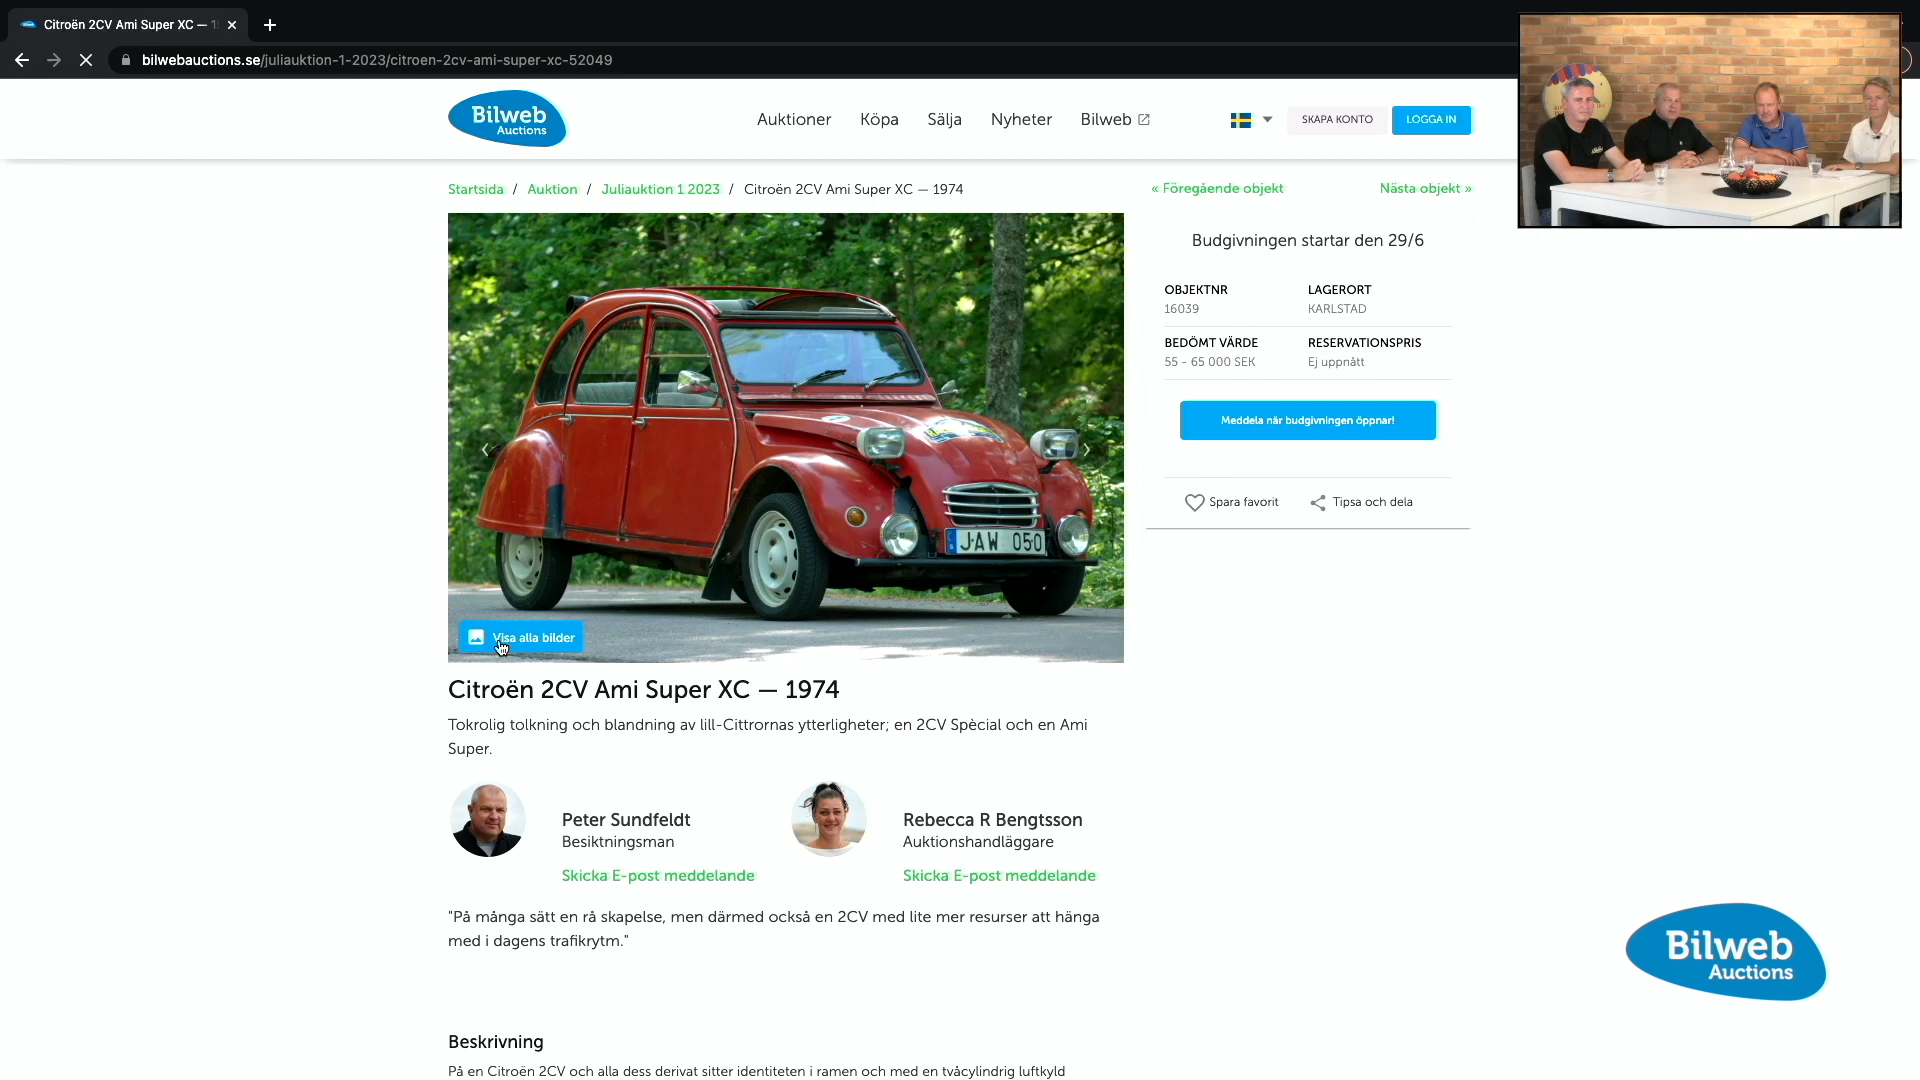 Citroën 2CV Ami Super XC —
bilwebauctions.se/juliauktion-1-2023/citroen-2cv-ami-super-xc-52049
Bilweb
Auctions
Auktioner
Köpa
Sälja
Nyheter
Bilweb
SKAPA KONTO
LOGGA IN
Startsida / Auktion / Juliauktion 1 2023 / Citroën 2CV Ami Super XC — 1974
« Föregående objekt
Nästa objekt »
Budgivningen startar den 29/6
OBJEKTNR
LAGERORT
16039
KARLSTAD
BEDÖMT VÄRDE
RESERVATIONSPRIS
55 - 65 000 SEK
Ej uppnått
Meddela när budgivningen öppnar!
Spara favorit
Tipsa och dela
JAW 050
Visa alla bilder
Citroën 2CV Ami Super XC — 1974
Tokrolig tolkning och blandning av lill-Cittrornas ytterligheter; en 2CV Spècial och en Ami
Super.
Peter Sundfeldt
Besiktningsman
Skicka E-post meddelande
Rebecca R Bengtsson
Auktionshandläggare
Skicka E-post meddelande
"På många sätt en rå skapelse, men därmed också en 2CV med lite mer resurser att hänga
med i dagens trafikrytm."
Bilweb
Auctions
Beskrivning
På en Citroën 2CV och alla dess derivat sitter identiteten i ramen och med en tvåcylindrig luftkyld